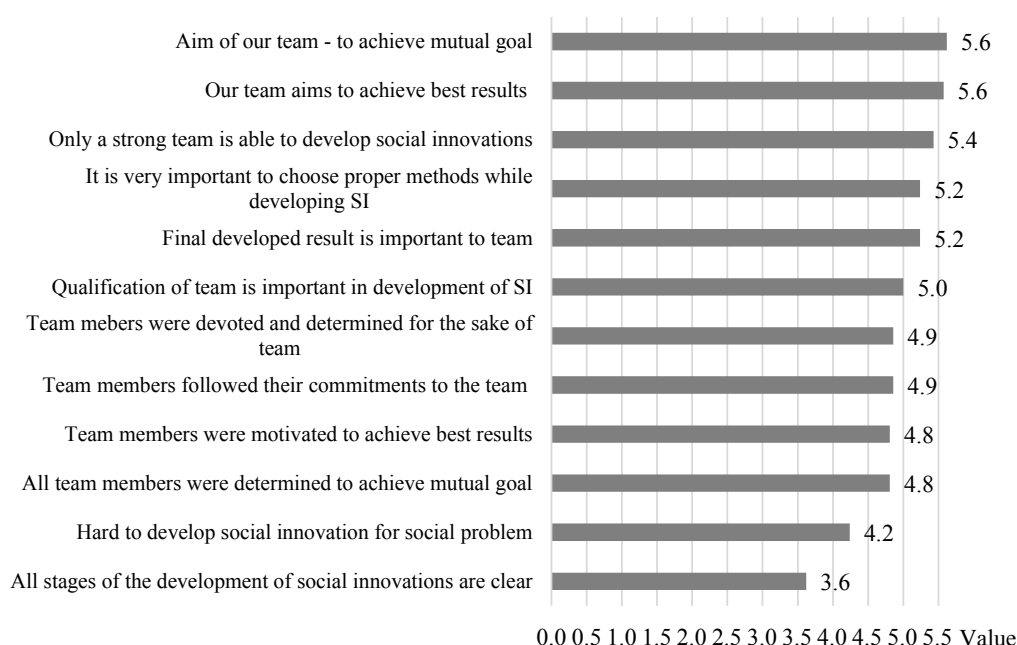 Aim of our team - to achieve mutual goal 5.6
Our team aims to achieve best results 5.6
Only a strong team is able to develop social innovations 5.4
It is very important to choose proper methods while
developing SI 5.2
Final developed result is important to team 5.2
Qualification of team is important in development of SI 5.0
Team mebers were devoted and determined for the sake of
team 4.9
Team members followed their commitments to the team 4.9
Team members were motivated to achieve best results 4.8
All team members were determined to achieve mutual goal 4.8
Hard to develop social innovation for social problem 4.2
All stages of the development of social innovations are clear 3.6
0.0 0.5 1.0 1.5 2.0 2.5 3.0 3.5 4.0 4.5 5.0 5.5 Value